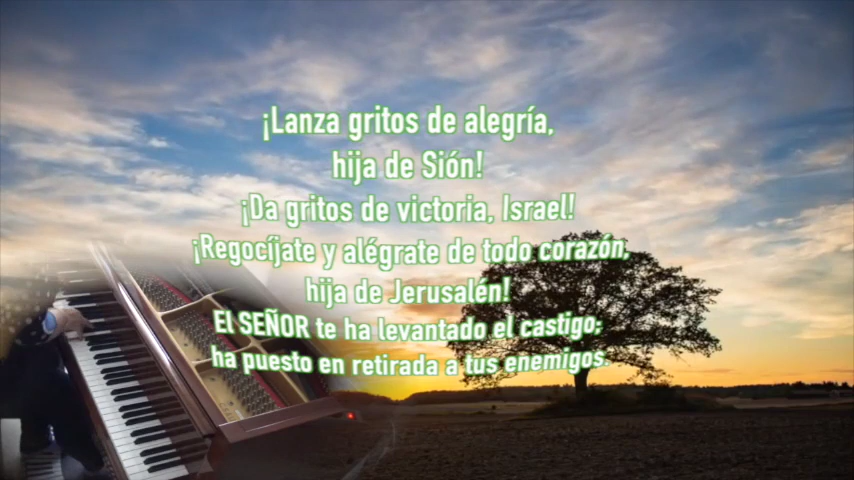 ¡Lanza gritos de alegría,
hija de Sión!
¡Da gritos de victoria, Israel!
¡Regocíjate y alégrate de todo corazón,
hija de Jerusalén!
El SEÑOR te ha levantado el castigo;
ha puesto en retirada a tus enemigos.